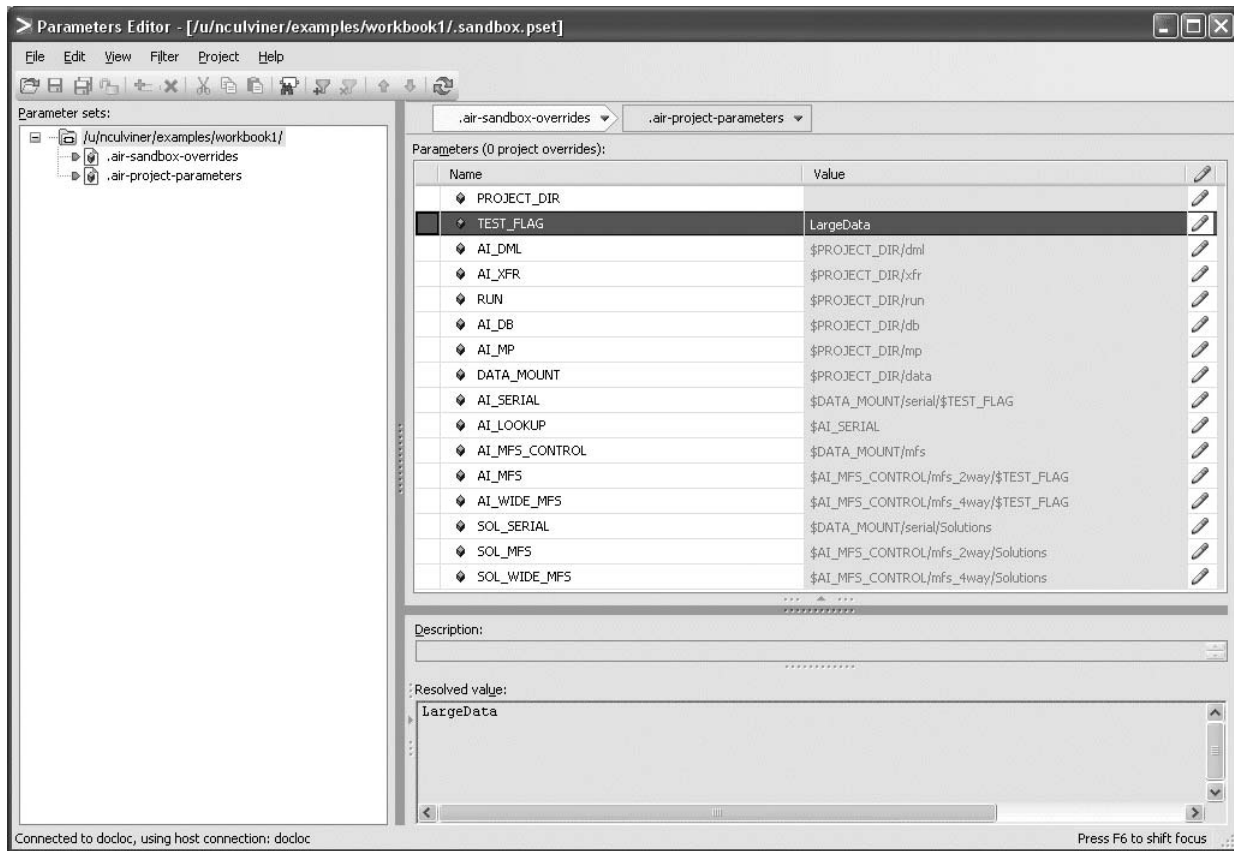 Parameters Editor - [/u/nculviner/examples/workbook1/.sandbox.pset]
File Edit View Filter Project Help
Parameter sets:
/u/nculviner/examples/workbook1/
.air-sandbox-overrides
.air-project-parameters
.air-sandbox-overrides .air-project-parameters
Parameters (0 project overrides):
Name Value
PROJECT_DIR
TEST_FLAG LargeData
AI_DML $PROJECT_DIR/dml
AI_XFR $PROJECT_DIR/xfr
RUN $PROJECT_DIR/run
AI_DB $PROJECT_DIR/db
AI_MP $PROJECT_DIR/mp
DATA_MOUNT $PROJECT_DIR/data
AI_SERIAL $DATA_MOUNT/serial/$TEST_FLAG
AI_LOOKUP $AI_SERIAL
AI_MFS_CONTROL $DATA_MOUNT/mfs
AI_MFS $AI_MFS_CONTROL/mfs_2way/$TEST_FLAG
AI_WIDE_MFS $AI_MFS_CONTROL/mfs_4way/$TEST_FLAG
SOL_SERIAL $DATA_MOUNT/serial/Solutions
SOL_MFS $AI_MFS_CONTROL/mfs_2way/Solutions
SOL_WIDE_MFS $AI_MFS_CONTROL/mfs_4way/Solutions
Description:
Resolved value:
LargeData
Connected to docloc, using host connection: docloc Press F6 to shift focus